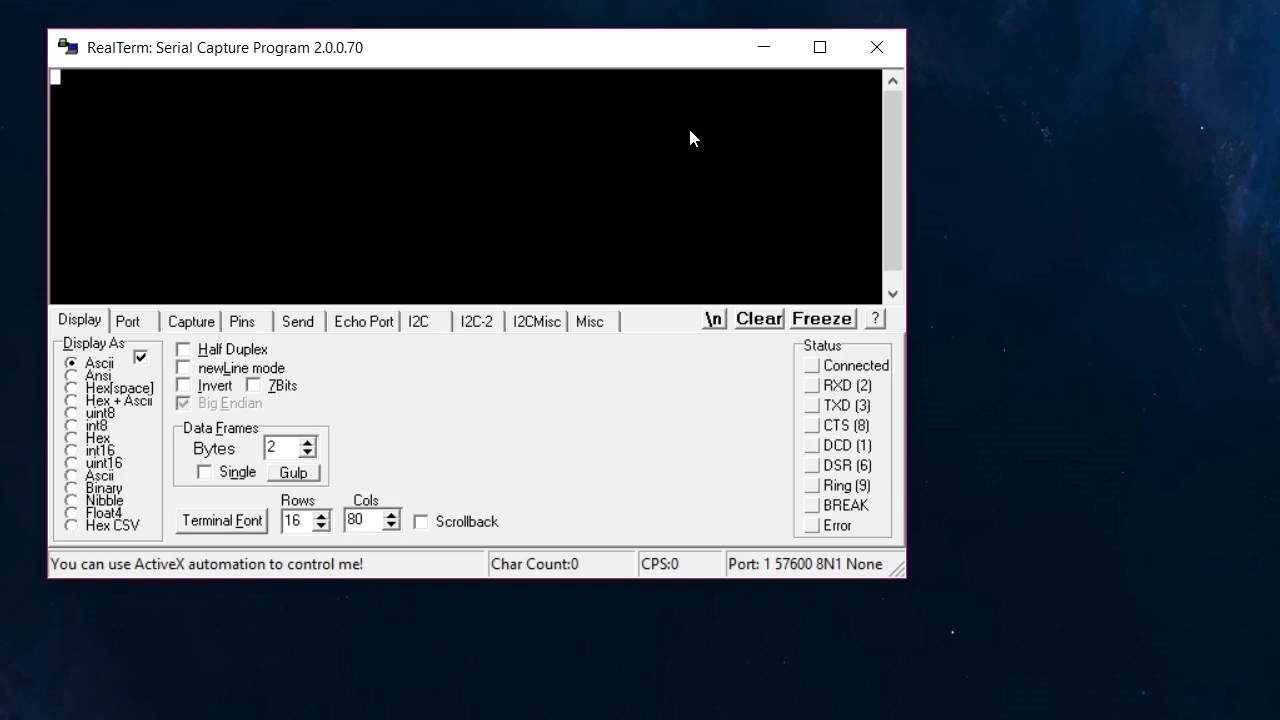 RealTerm: Serial Capture Program 2.0.0.70
Display Port Capture Pins Send Echo Port I2C I2C-2 I2CMisc Misc \n Clear Freeze ?
Display As
Ascii
Ansi
Hex[space]
Hex + Ascii
uint8
int8
Hex
int16
uint16
Ascii
Binary
Nibble
Float4
Hex CSV
Half Duplex
newLine mode
Invert 7Bits
Big Endian
Data Frames
Bytes 2
Single Gulp
Rows Cols
Terminal Font 16 80 Scrollback
Status
Connected
RXD (2)
TXD (3)
CTS (8)
DCD (1)
DSR (6)
Ring (9)
BREAK
Error
You can use ActiveX automation to control me! Char Count:0 CPS:0 Port: 1 57600 8N1 None